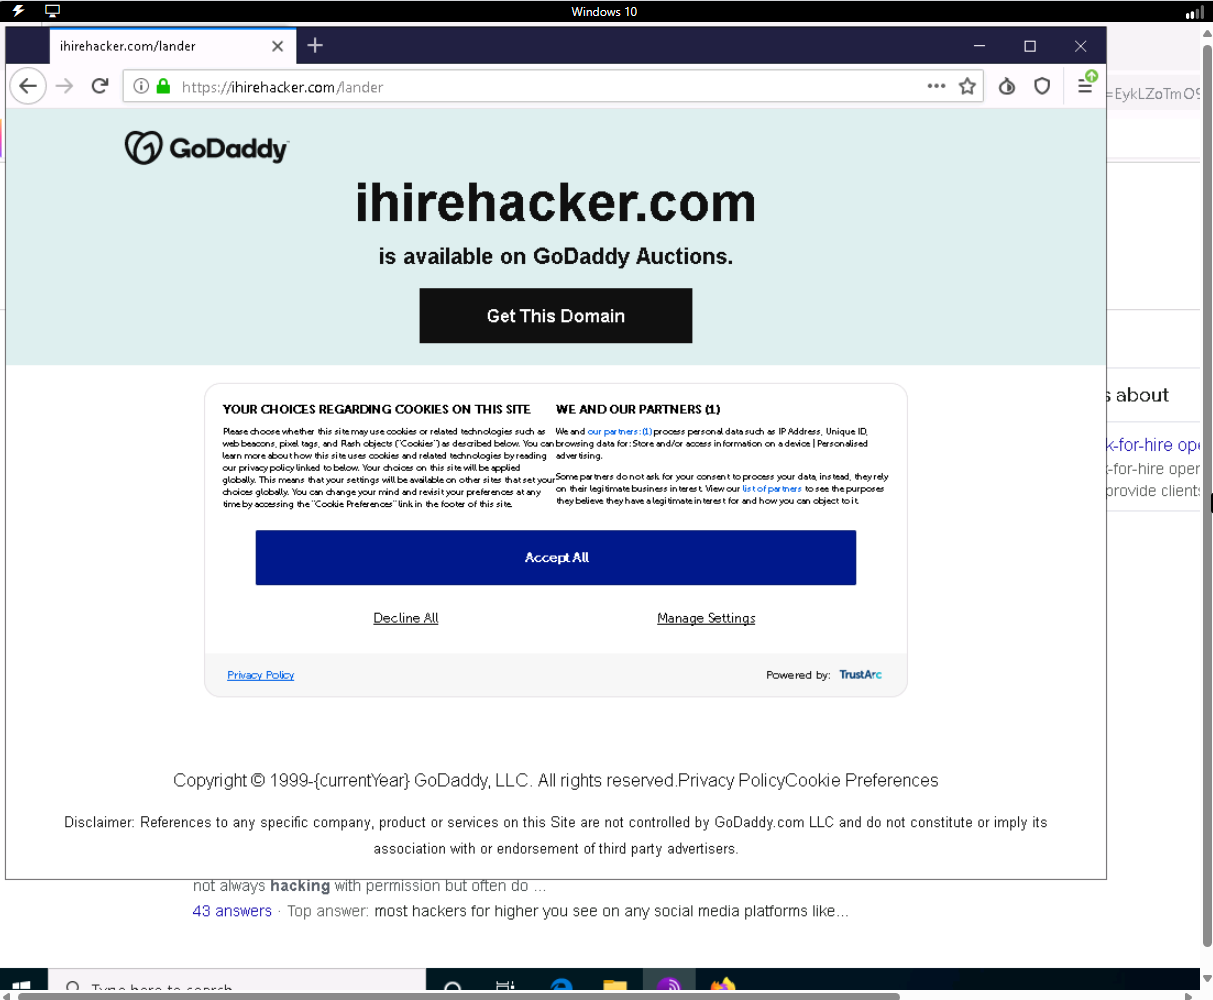 Windows 10
ihirehacker.com/lander
https://ihirehacker.com/lander
=EykLZoTmO9
GoDaddy
ihirehacker.com
is available on GoDaddy Auctions.
Get This Domain
s about
k-for-hire ope
-for-hire oper
provide clients
YOUR CHOICES REGARDING COOKIES ON THIS SITE
Please choose whether this site may use cookies or related technologies such as
web beacons, pixel tags, and Flash objects ("Cookies") as described below. You can
learn more about how this site uses cookies and related technologies by reading
our privacy policy linked to below. Your choices on this site will be applied
globally. This means that your settings will be available on other sites that set your
choices globally. You can change your mind and revisit your preferences at any
time by accessing the "Cookie Preferences" link in the footer of this site.
WE AND OUR PARTNERS (1)
We and our partners: (1) process personal data such as IP Address, Unique ID,
browsing data for: Store and/or access information on a device | Personalised
advertising.
Some partners do not ask for your consent to process your data, instead, they rely
on their legitimate business interest. View our list of partners to see the purposes
they believe they have a legitimate interest for and how you can object to it.
Accept All
Decline All
Manage Settings
Privacy Policy
Powered by: TrustArc
Copyright © 1999-{currentYear} GoDaddy, LLC. All rights reserved.Privacy PolicyCookie Preferences
Disclaimer: References to any specific company, product or services on this Site are not controlled by GoDaddy.com LLC and do not constitute or imply its
association with or endorsement of third party advertisers.
not always hacking with permission but often do ...
43 answers · Top answer: most hackers for higher you see on any social media platforms like...
Type here to search